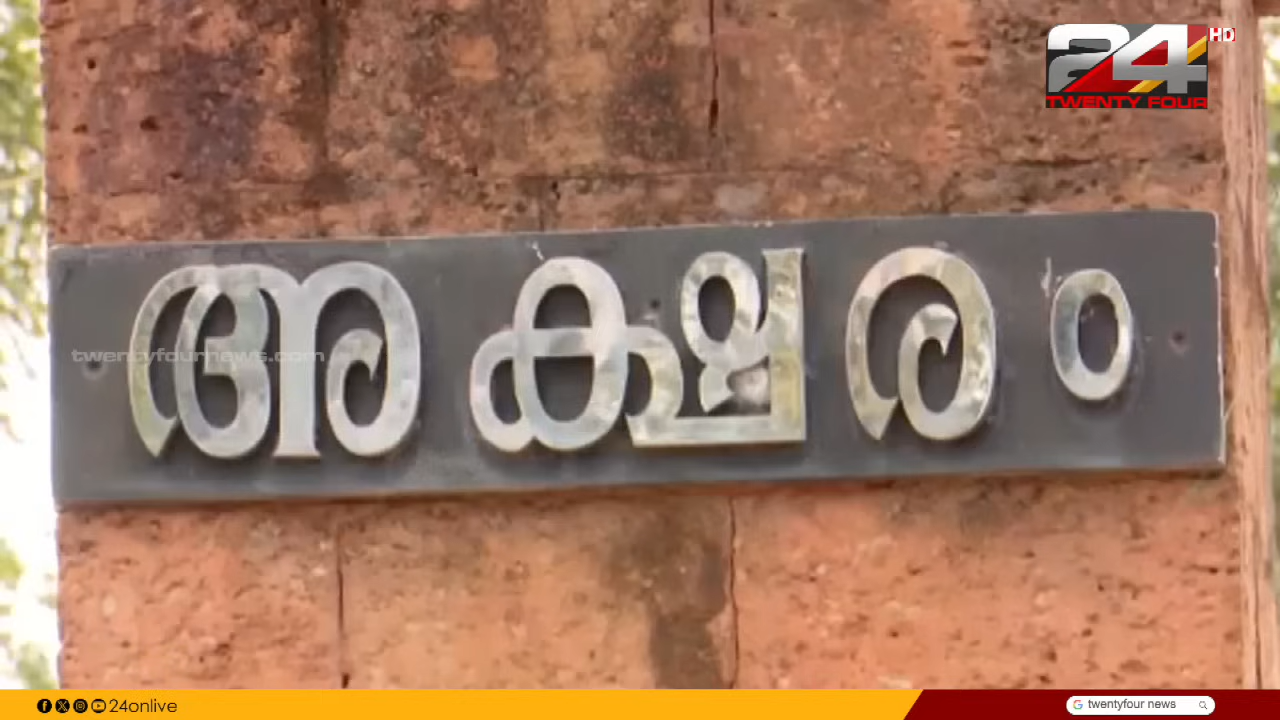 24 HD
TWENTY FOUR
അക്ഷരം
twentyfournews.com
24onlive
twentyfour news